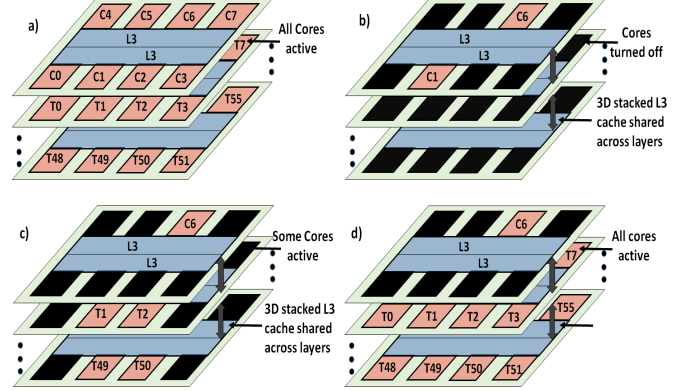 a)
C4 C5 C6 C7
L3
L3
C0 C1 C2 C3
T7
All Cores
active
T0 T1 T2 T3
T55
T48 T49 T50 T51
b)
C6
C1
Cores
turned off
3D stacked L3
cache shared
across layers
c)
C6
L3
L3
Some Cores
active
T1 T2
T49 T50
3D stacked L3
cache shared
across layers
d)
C6
L3
L3
T7
All cores
active
T0 T1 T2 T3
T55
T48 T49 T50 T51